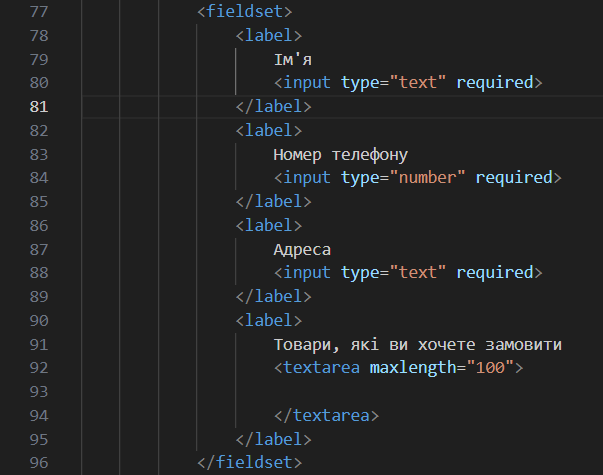 77 <fieldset>
78 <label>
79 Ім'я
80 <input type="text" required>
81 </label>
82 <label>
83 Номер телефону
84 <input type="number" required>
85 </label>
86 <label>
87 Адреса
88 <input type="text" required>
89 </label>
90 <label>
91 Товари, які ви хочете замовити
92 <textarea maxlength="100">
93
94 </textarea>
95 </label>
96 </fieldset>